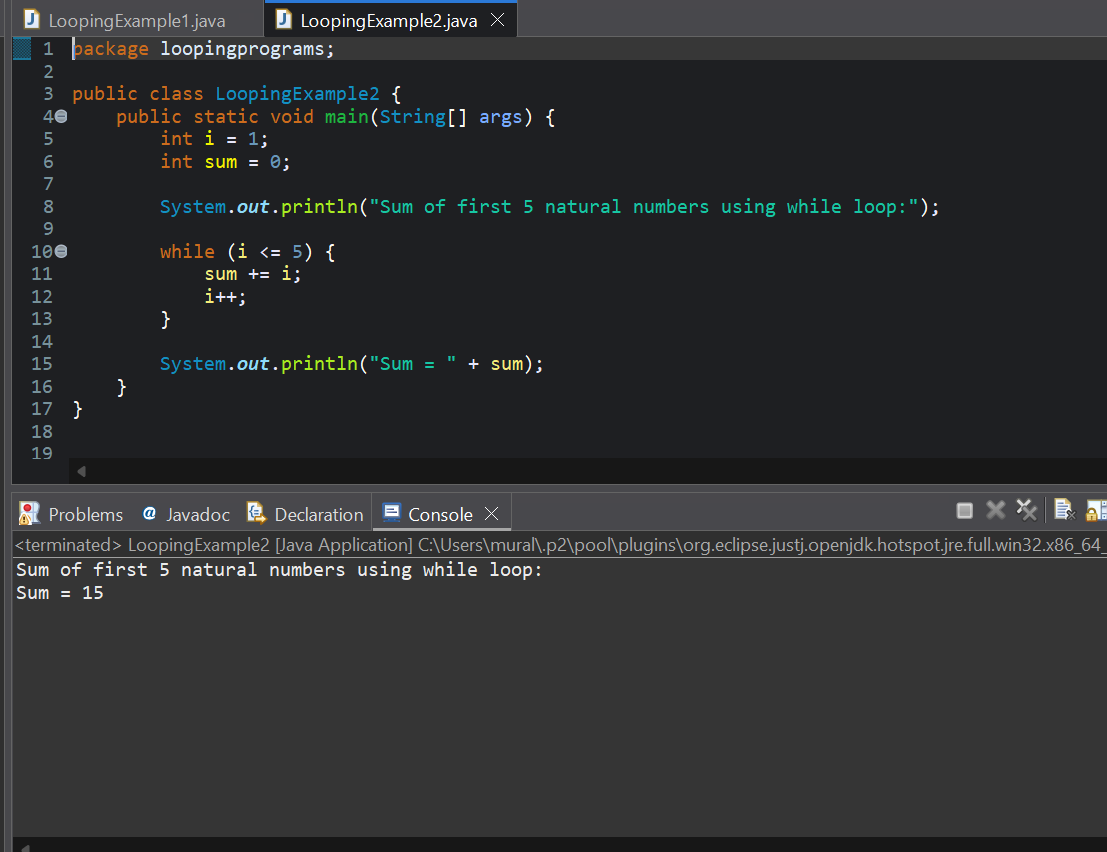 LoopingExample1.java LoopingExample2.java
1 package loopingprograms;
2
3 public class LoopingExample2 {
4 public static void main(String[] args) {
5 int i = 1;
6 int sum = 0;
7
8 System.out.println("Sum of first 5 natural numbers using while loop:");
9
10 while (i <= 5) {
11 sum += i;
12 i++;
13 }
14
15 System.out.println("Sum = " + sum);
16 }
17 }
18
19
Problems @ Javadoc Declaration Console
<terminated> LoopingExample2 [Java Application] C:\Users\mural\.p2\pool\plugins\org.eclipse.justj.openjdk.hotspot.jre.full.win32.x86_64_
Sum of first 5 natural numbers using while loop:
Sum = 15